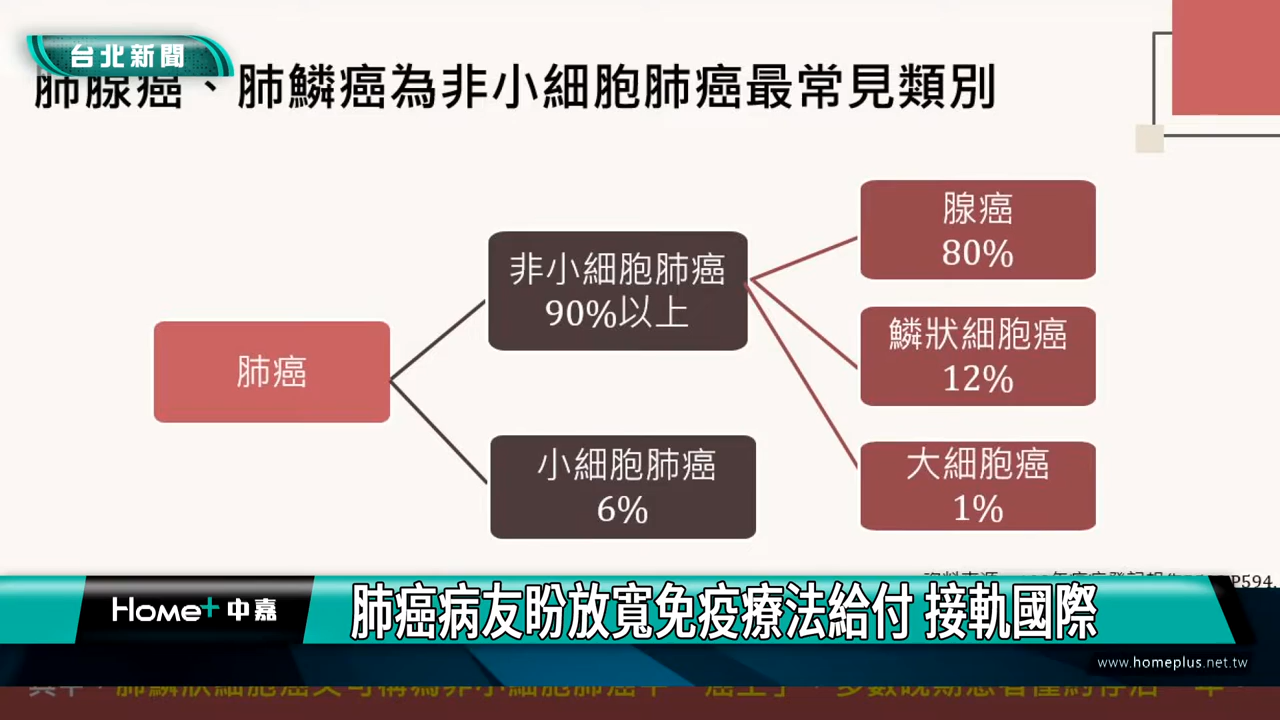 台北新聞
肺腺癌、肺鱗癌為非小細胞肺癌最常見類別
腺癌
80%
非小細胞肺癌
90%以上
鱗狀細胞癌
12%
肺癌
小細胞肺癌
6%
大細胞癌
1%
P594.
Home+中嘉
肺癌病友盼放寬免疫療法給付 接軌國際
www.homeplus.net.tw